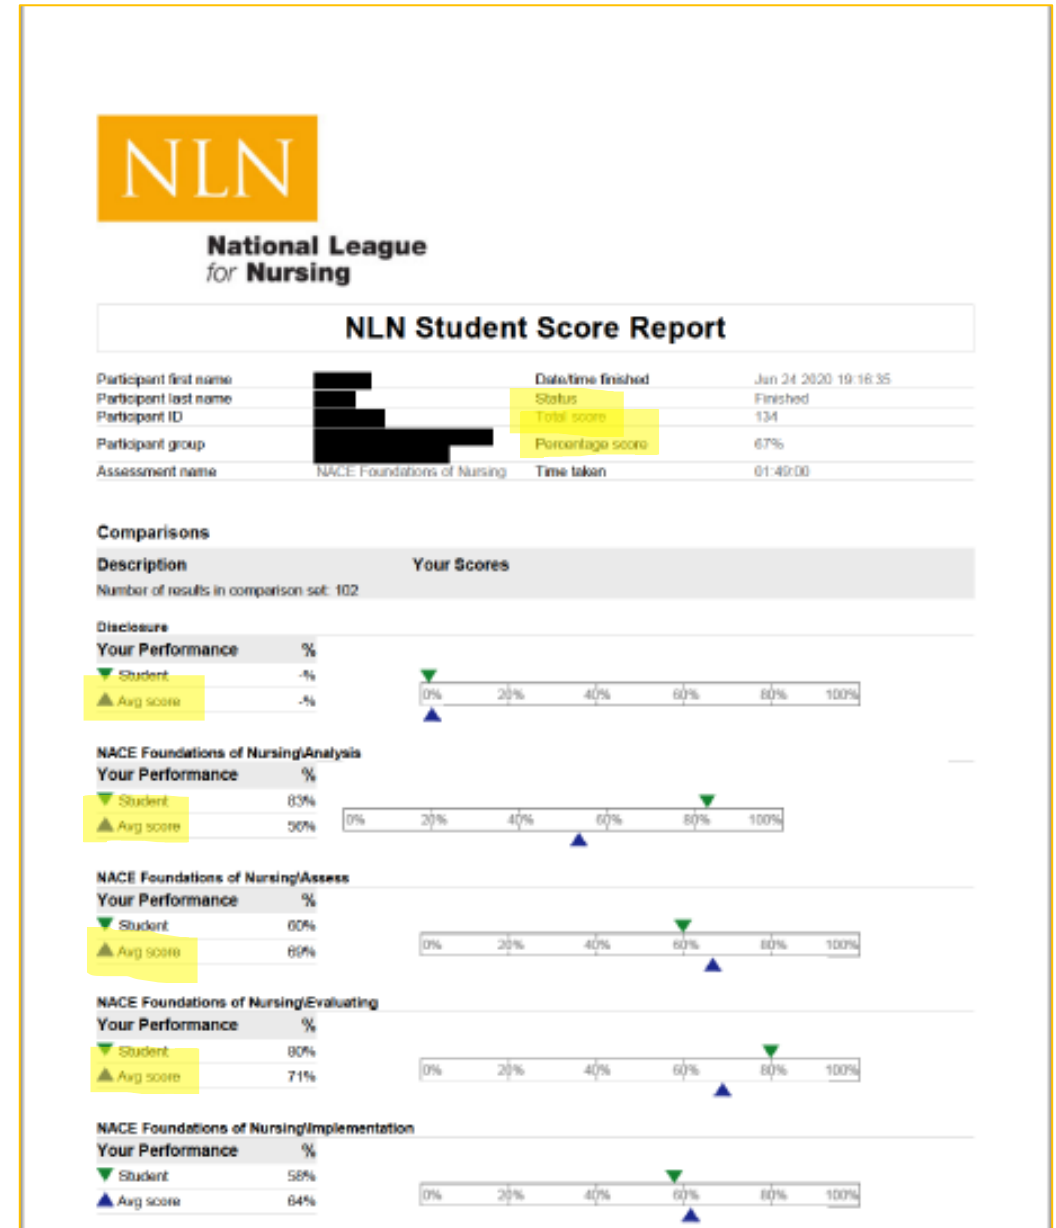 NLN
National League
for Nursing
NLN Student Score Report
Participant first name Date/time finished Jun 24 2020 19:16:35
Participant last name Status Finished
Participant ID Total score 134
Participant group Percentage score 67%
Assessment name NACE Foundations of Nursing Time taken 01:49:00
Comparisons
Description Your Scores
Number of results in comparison set: 102
Disclosure
Your Performance %
Student -%
Avg score -%
0% 20% 40% 60% 80% 100%
NACE Foundations of Nursing\Analysis
Your Performance %
Student 83%
Avg score 56%
0% 20% 40% 60% 80% 100%
NACE Foundations of Nursing\Assess
Your Performance %
Student 60%
Avg score 69%
0% 20% 40% 60% 80% 100%
NACE Foundations of Nursing\Evaluating
Your Performance %
Student 80%
Avg score 71%
0% 20% 40% 60% 80% 100%
NACE Foundations of Nursing\Implementation
Your Performance %
Student 58%
Avg score 64%
0% 20% 40% 60% 80% 100%